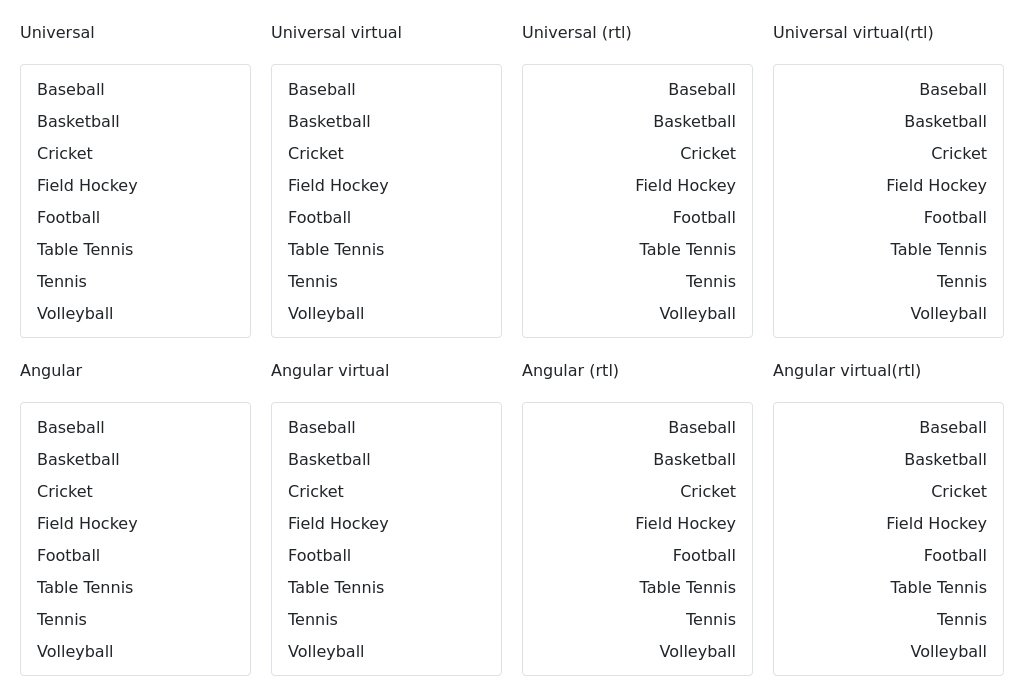 Universal
Baseball
Basketball
Cricket
Field Hockey
Football
Table Tennis
Tennis
Volleyball
Universal virtual
Baseball
Basketball
Cricket
Field Hockey
Football
Table Tennis
Tennis
Volleyball
Universal (rtl)
Baseball
Basketball
Cricket
Field Hockey
Football
Table Tennis
Tennis
Volleyball
Universal virtual(rtl)
Baseball
Basketball
Cricket
Field Hockey
Football
Table Tennis
Tennis
Volleyball
Angular
Baseball
Basketball
Cricket
Field Hockey
Football
Table Tennis
Tennis
Volleyball
Angular virtual
Baseball
Basketball
Cricket
Field Hockey
Football
Table Tennis
Tennis
Volleyball
Angular (rtl)
Baseball
Basketball
Cricket
Field Hockey
Football
Table Tennis
Tennis
Volleyball
Angular virtual(rtl)
Baseball
Basketball
Cricket
Field Hockey
Football
Table Tennis
Tennis
Volleyball